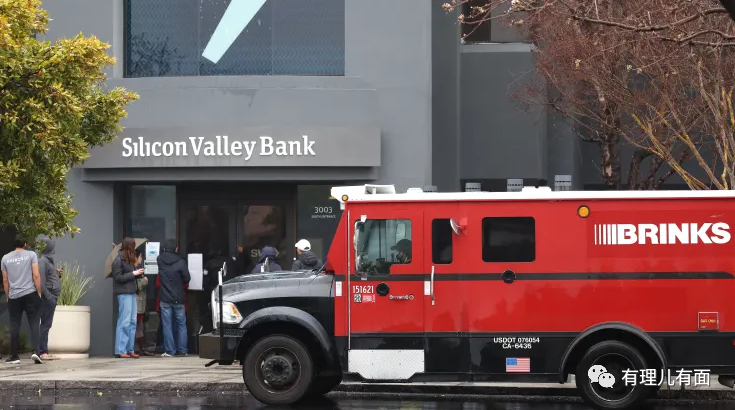 Silicon Valley Bank
3003
BRINKS
151621
USDOT 076054
CA-6436
有理儿有面